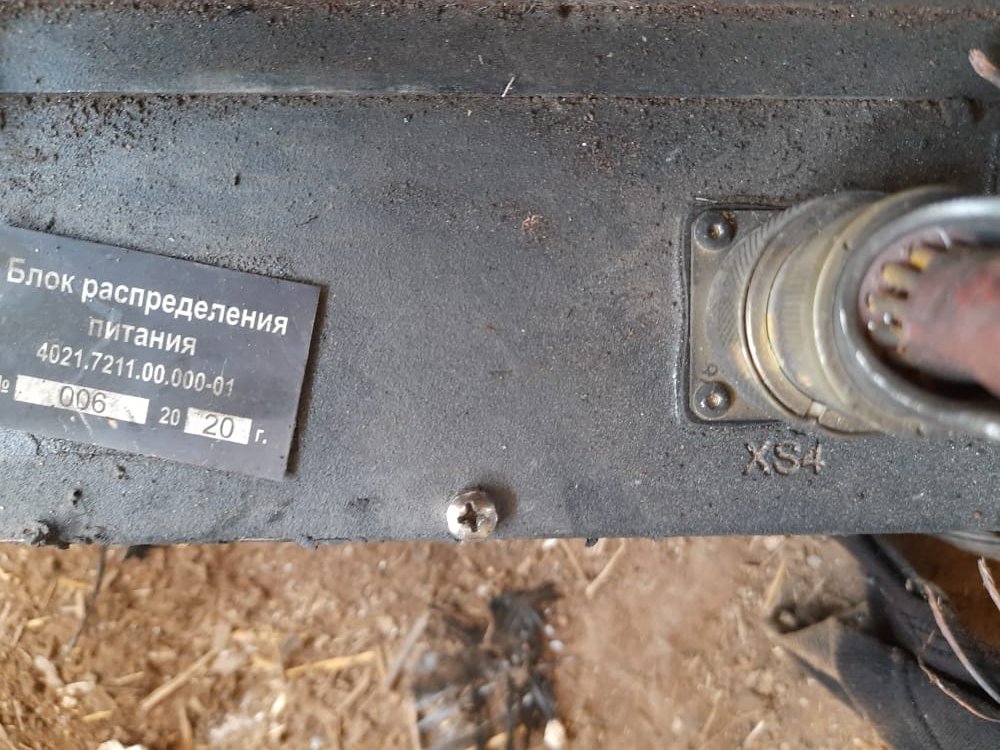 Блок распределения
питания
4021.7211.00.000-01
№ 006 20 20 г.
XS4